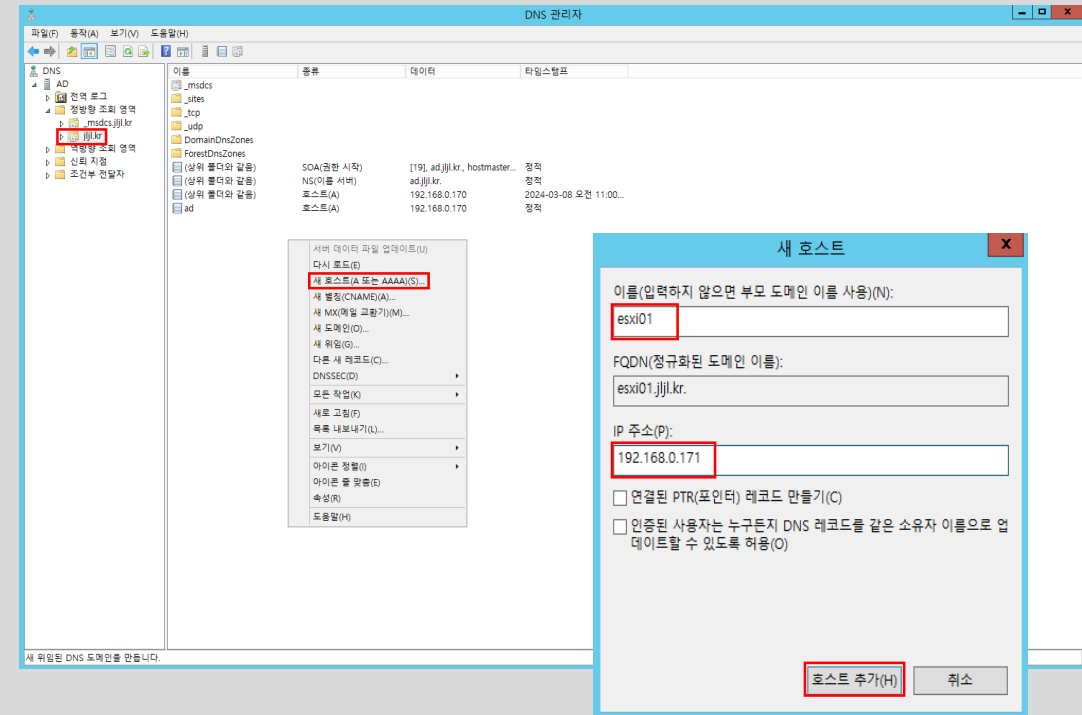 DNS 관리자
파일(F) 동작(A) 보기(V) 도움말(H)
DNS
AD
전역 로그
정방향 조회 영역
_msdcs.jljl.kr
jljl.kr
역방향 조회 영역
신뢰 지점
조건부 전달자
이름 종류 데이터 타임스탬프
_msdcs
_sites
_tcp
_udp
DomainDnsZones
ForestDnsZones
(상위 폴더와 같음) SOA(권한 시작) [19], ad.jljl.kr., hostmaster... 정적
(상위 폴더와 같음) NS(이름 서버) ad.jljl.kr. 정적
(상위 폴더와 같음) 호스트(A) 192.168.0.170 2024-03-08 오전 11:00...
ad 호스트(A) 192.168.0.170 정적
서버 데이터 파일 업데이트(U)
다시 로드(E)
새 호스트(A 또는 AAAA)(S)...
새 별칭(CNAME)(A)...
새 MX(메일 교환기)(M)...
새 도메인(O)...
새 위임(G)...
다른 새 레코드(C)...
DNSSEC(D)
모든 작업(K)
새로 고침(F)
목록 내보내기(L)...
보기(V)
아이콘 정렬(I)
아이콘 줄 맞춤(E)
속성(R)
도움말(H)
새 위임된 DNS 도메인을 만듭니다.
새 호스트
x
이름(입력하지 않으면 부모 도메인 이름 사용)(N):
esxi01
FQDN(정규화된 도메인 이름):
esxi01.jljl.kr.
IP 주소(P):
192.168.0.171
연결된 PTR(포인터) 레코드 만들기(C)
인증된 사용자는 누구든지 DNS 레코드를 같은 소유자 이름으로 업
데이트할 수 있도록 허용(O)
호스트 추가(H) 취소